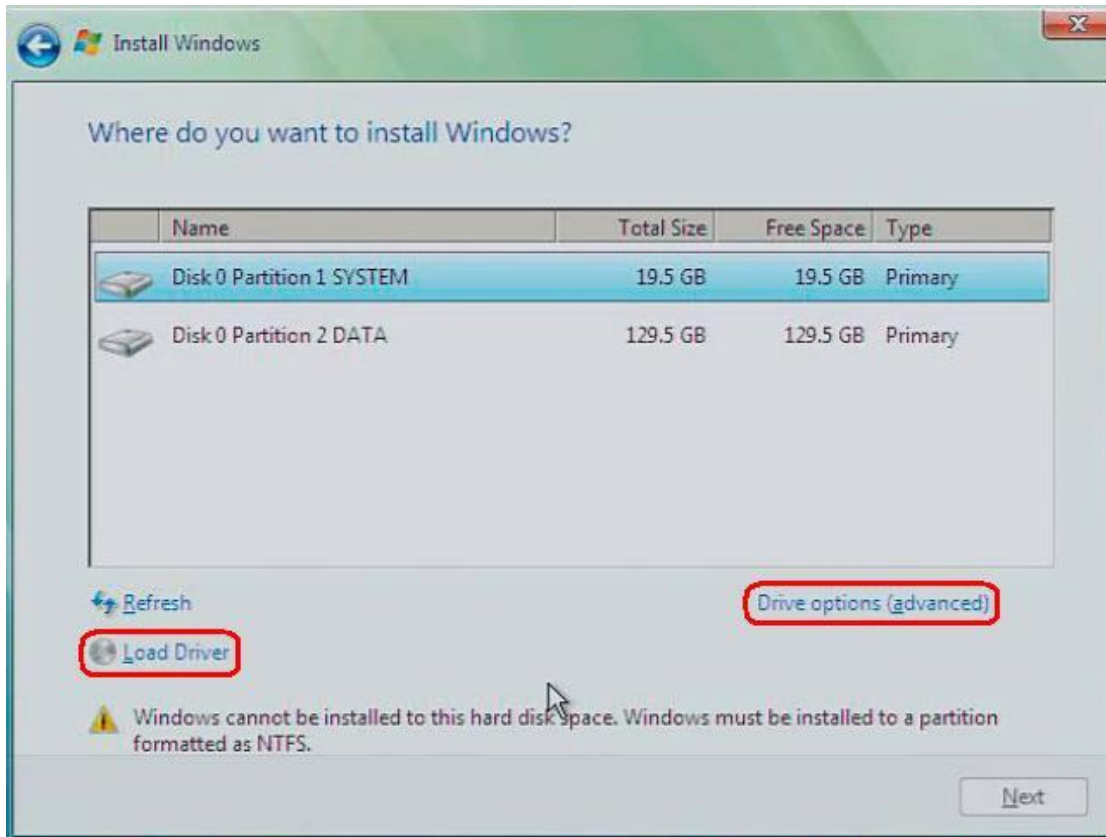 Install Windows
Where do you want to install Windows?
Name Total Size Free Space Type
Disk 0 Partition 1 SYSTEM 19.5 GB 19.5 GB Primary
Disk 0 Partition 2 DATA 129.5 GB 129.5 GB Primary
Refresh Drive options (advanced)
Load Driver
Windows cannot be installed to this hard disk space. Windows must be installed to a partition
formatted as NTFS.
Next